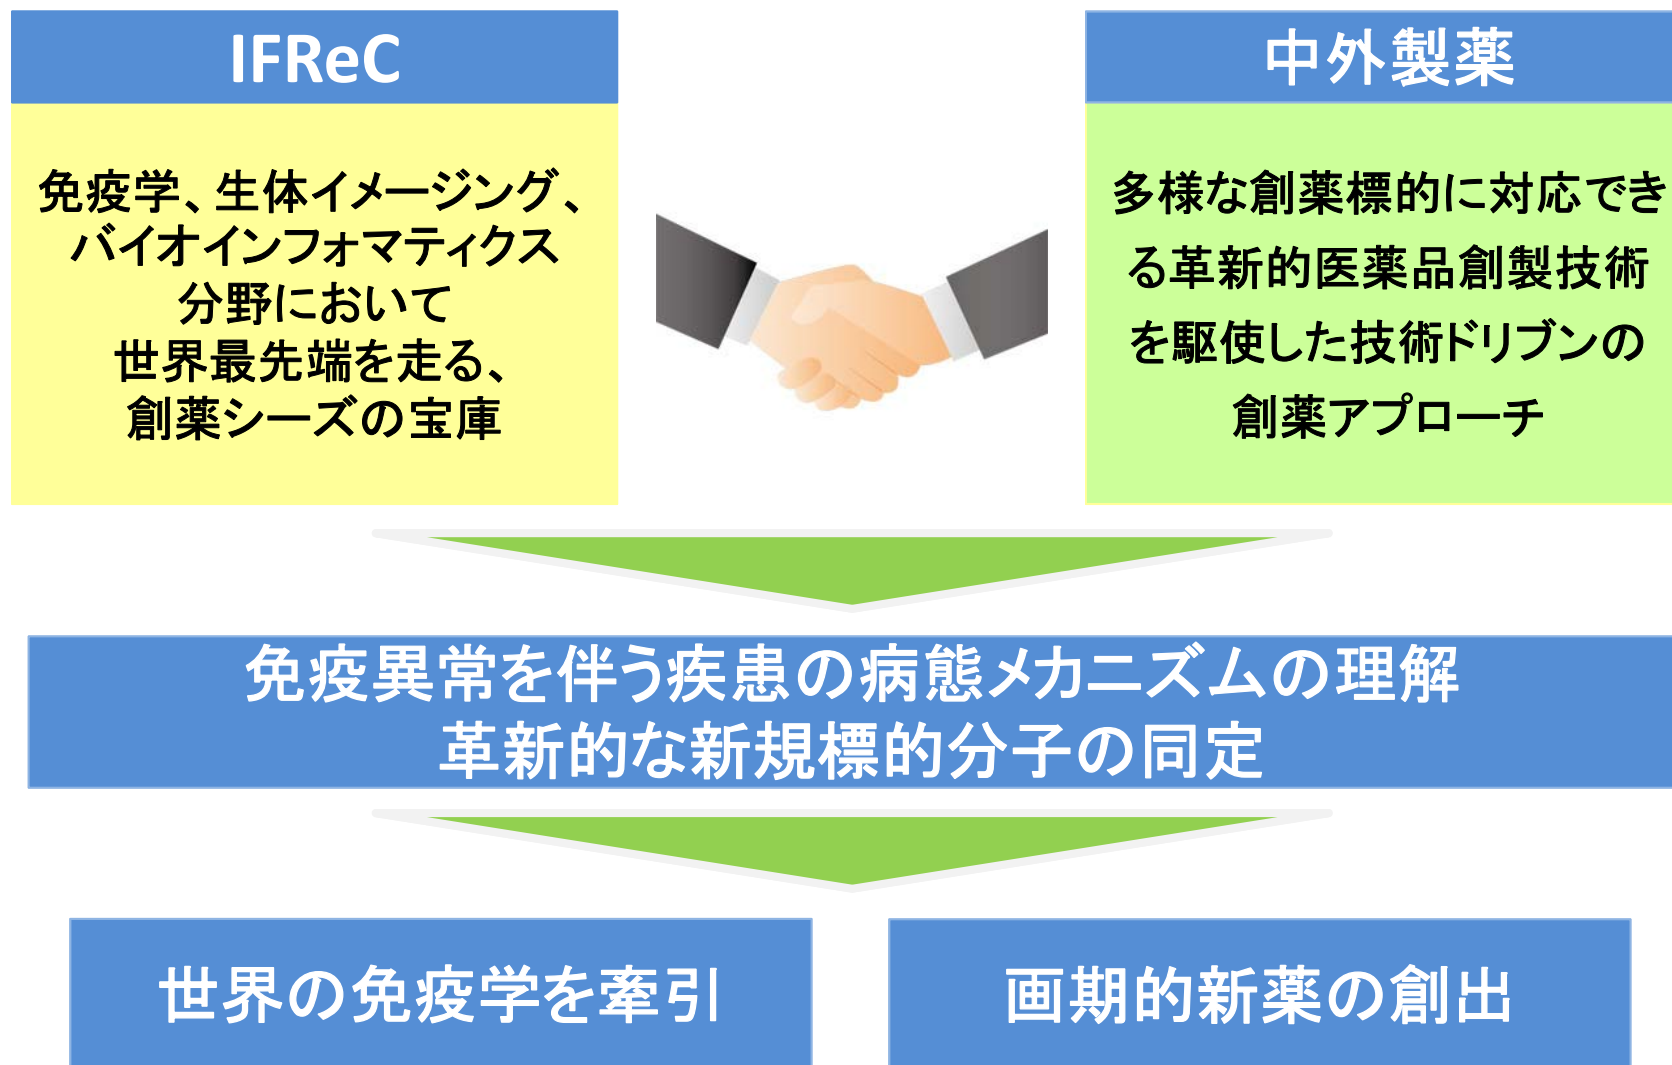 IFReC
免疫学、生体イメージング、
バイオインフォマティクス
分野において
世界最先端を走る、
創薬シーズの宝庫
中外製薬
多様な創薬標的に対応でき
る革新的医薬品創製技術
を駆使した技術ドリブンの
創薬アプローチ
免疫異常を伴う疾患の病態メカニズムの理解
革新的な新規標的分子の同定
世界の免疫学を牽引
画期的新薬の創出